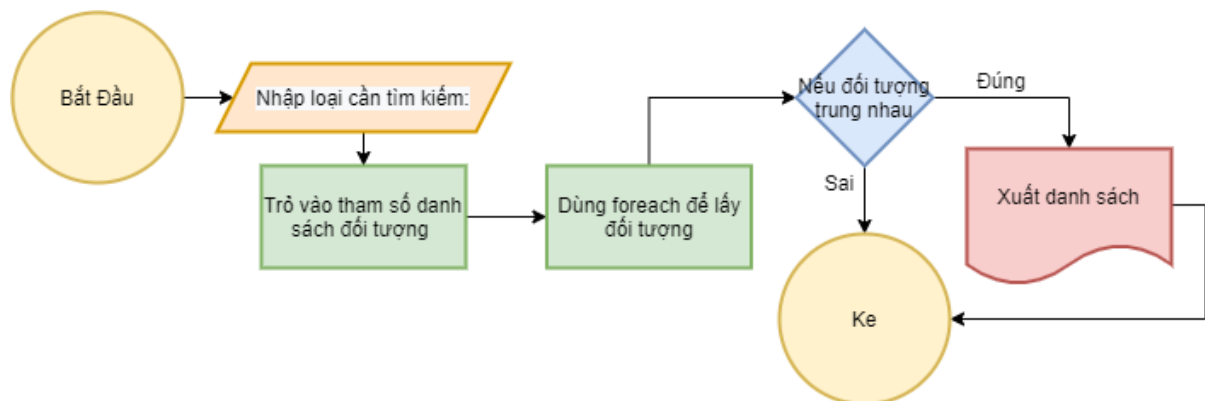 Bắt Đầu
Nhập loại cần tìm kiếm:
Trỏ vào tham số danh
sách đối tượng
Dùng foreach để lấy
đối tượng
Nếu đối tượng
trung nhau
Đúng
Sai
Xuất danh sách
Ke